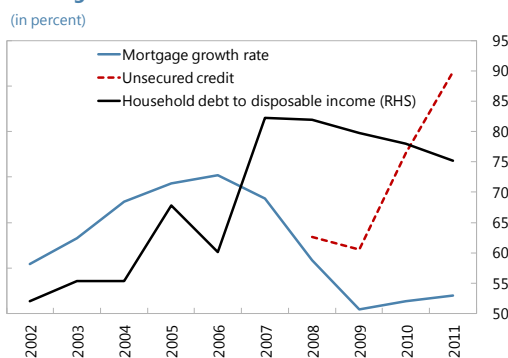 (in percent)
Mortgage growth rate
Unsecured credit
Household debt to disposable income (RHS)
95
90
85
80
75
70
65
60
55
50
2002 2003 2004 2005 2006 2007 2008 2009 2010 2011